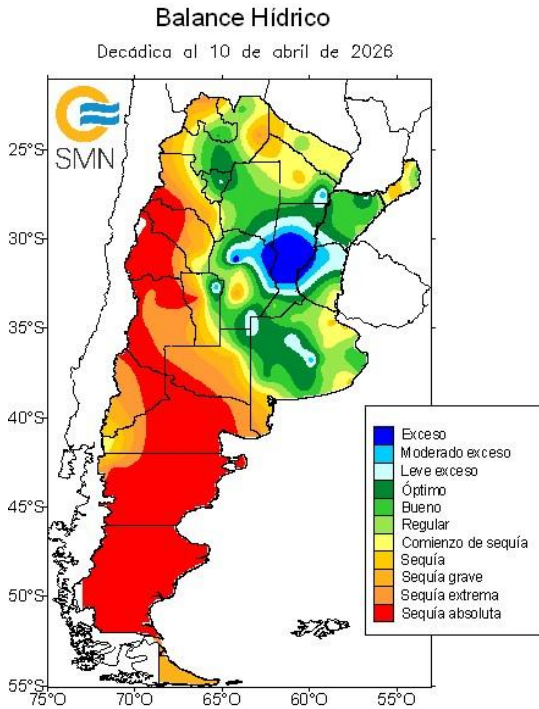 Balance Hídrico
Decádica al 10 de abril de 2026
SMN
25°S
30°S
35°S
40°S
45°S
50°S
55°S
75°O
70°O
65°O
60°O
55°O
Exceso
Moderado exceso
Leve exceso
Óptimo
Bueno
Regular
Comienzo de sequía
Sequía
Sequía grave
Sequía extrema
Sequía absoluta